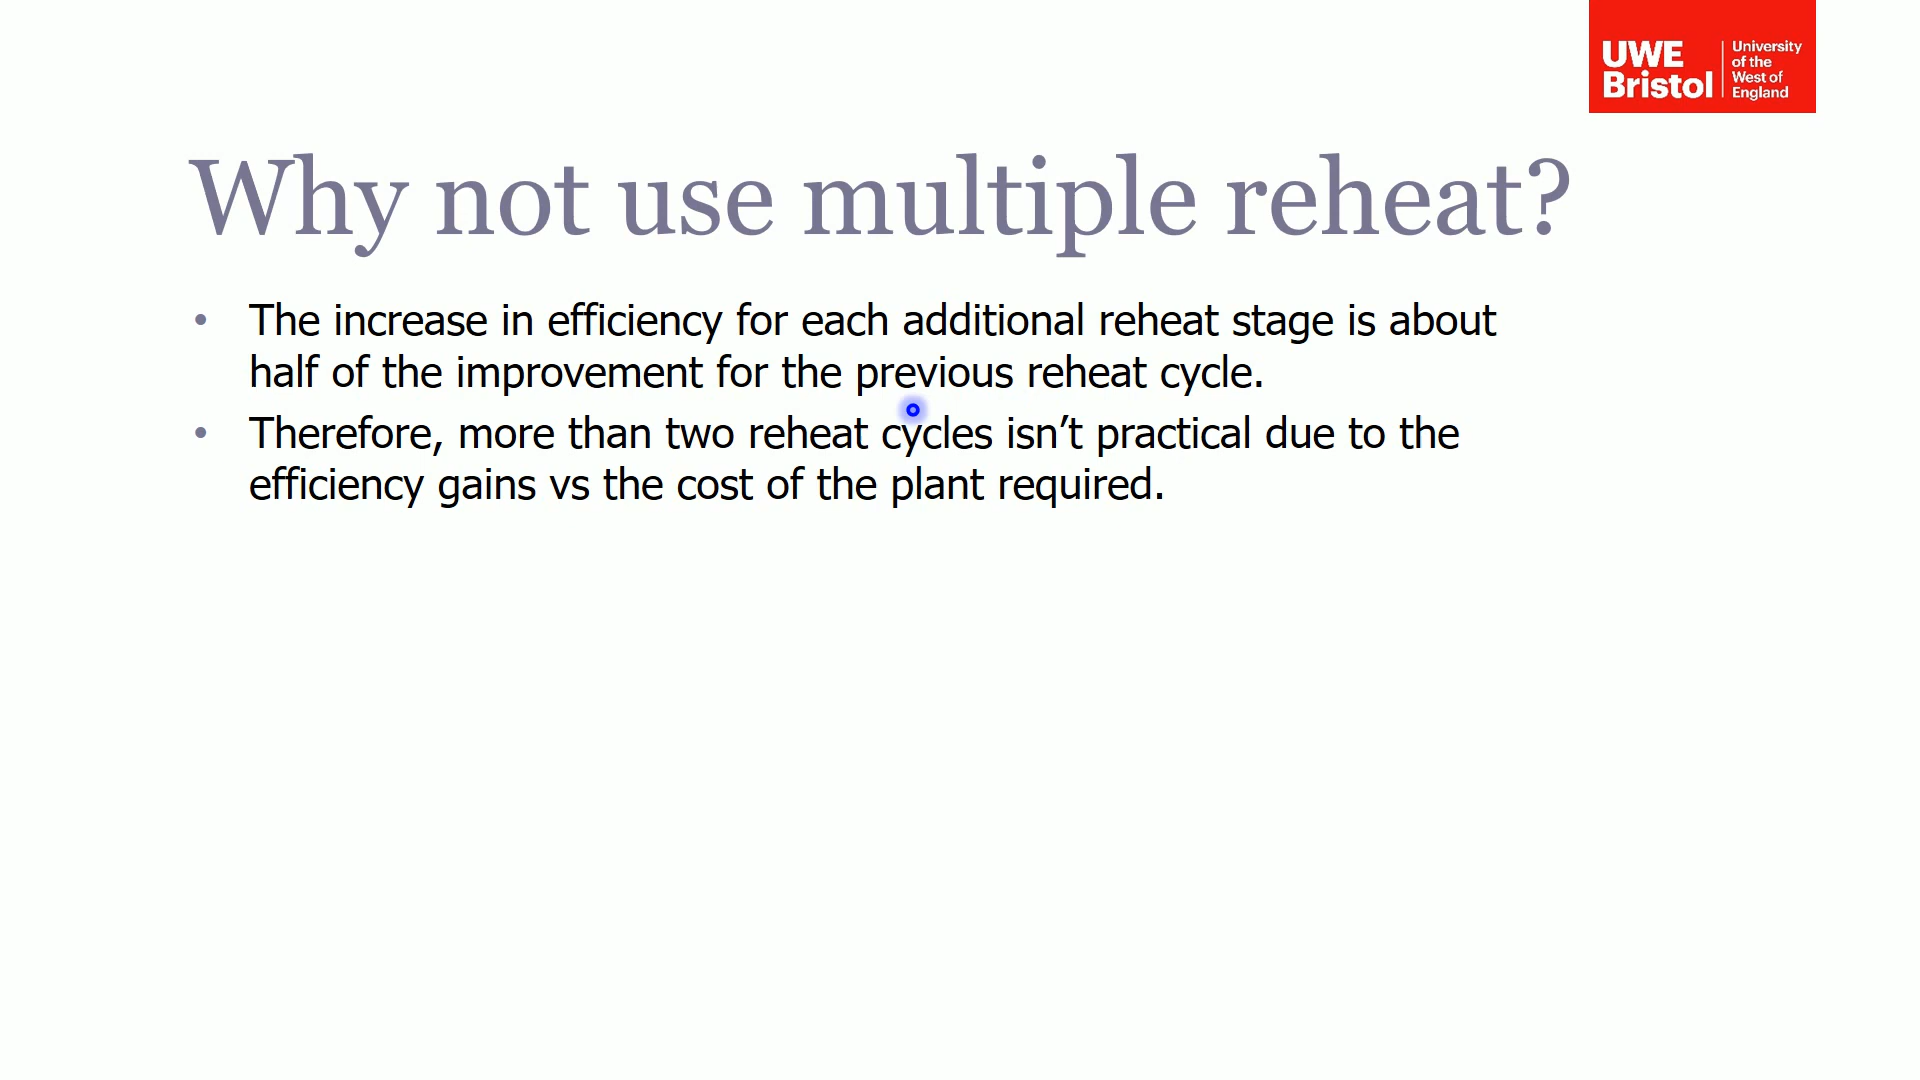 UWE
Bristol
University
of the
West of
England
Why not use multiple reheat?
• The increase in efficiency for each additional reheat stage is about
half of the improvement for the previous reheat cycle.
• Therefore, more than two reheat cycles isn’t practical due to the
efficiency gains vs the cost of the plant required.